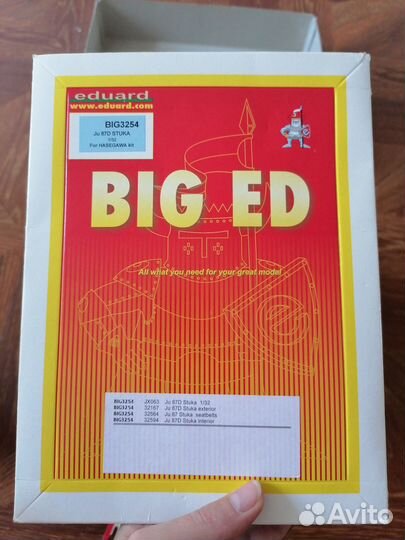 eduard
www.eduard.com
BIG3254
Ju 87D STUKA
1/32
For HASEGAWA kit
BIG ED
All what you need for your great model
e
BIG3254 JX063 Ju 87D Stuka 1/32
BIG3254 32167 Ju 87D Stuka exterior
BIG3254 32564 Ju 87 Stuka seatbelts
BIG3254 32594 Ju 87D Stuka interior
Avito